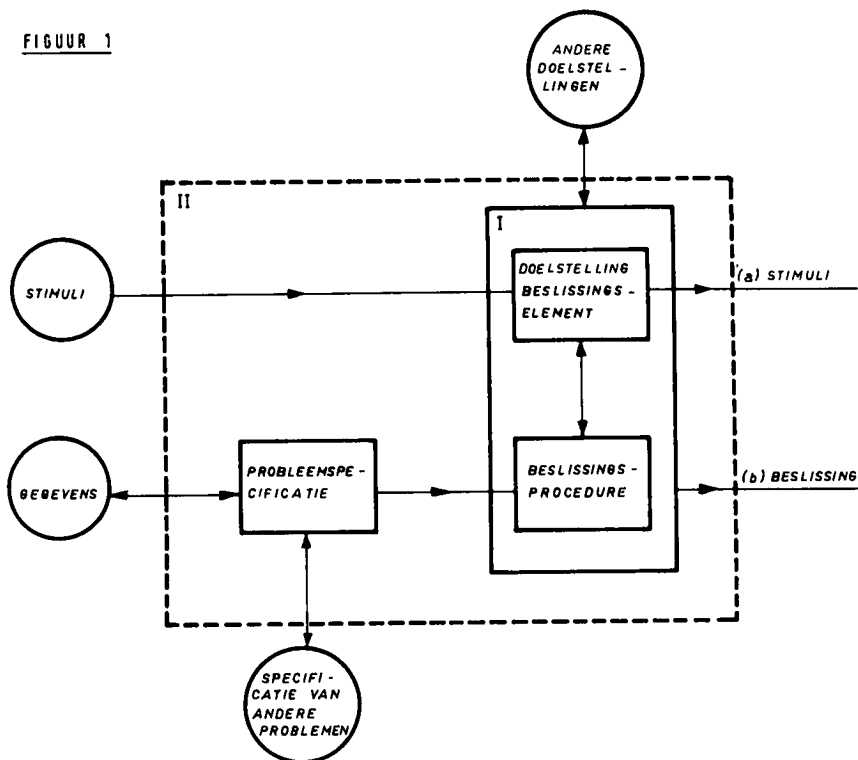 FIGUUR 1
ANDERE
DOELSTEL-
LINGEN
II
I
STIMULI
DOELSTELLING
BESLISSINGS-
ELEMENT
(a) STIMULI
GEGEVENS
PROBLEEMSPE-
CIFICATIE
BESLISSINGS-
PROCEDURE
(b) BESLISSING
SPECIFI-
CATIE VAN
ANDERE
PROBLEMEN